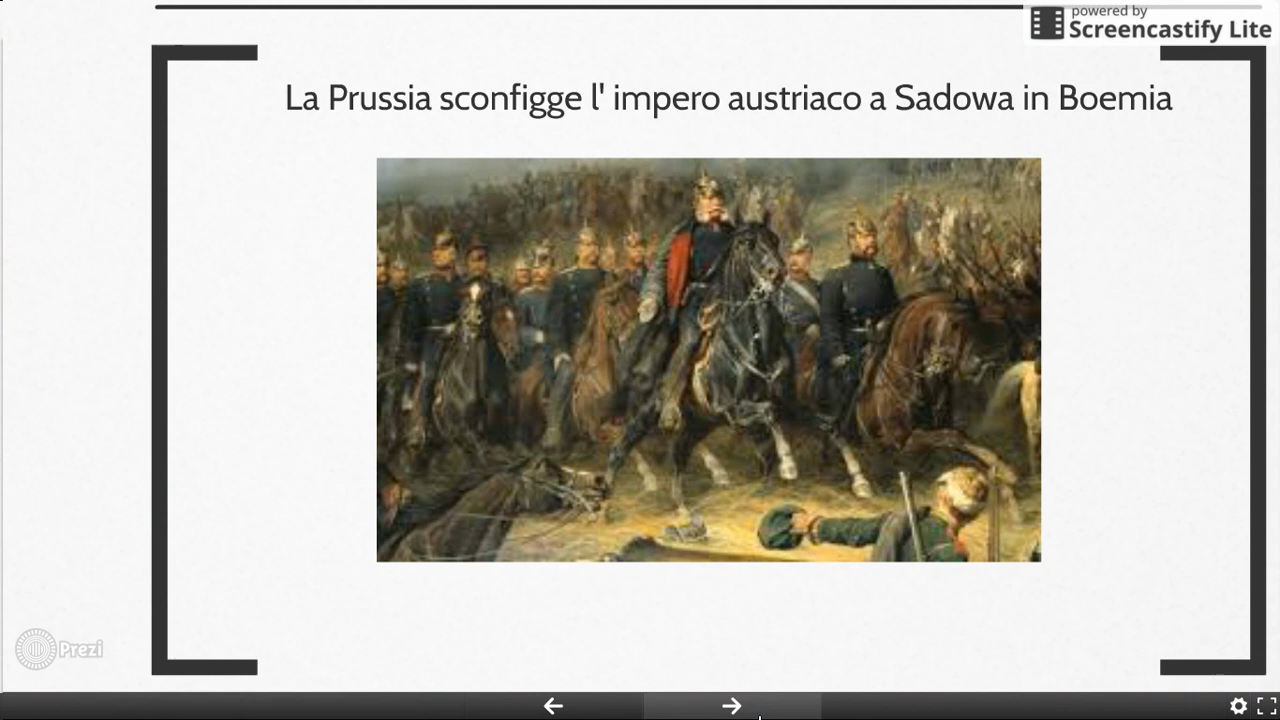 powered by
Screencastify Lite
La Prussia sconfigge l' impero austriaco a Sadowa in Boemia
Prezi